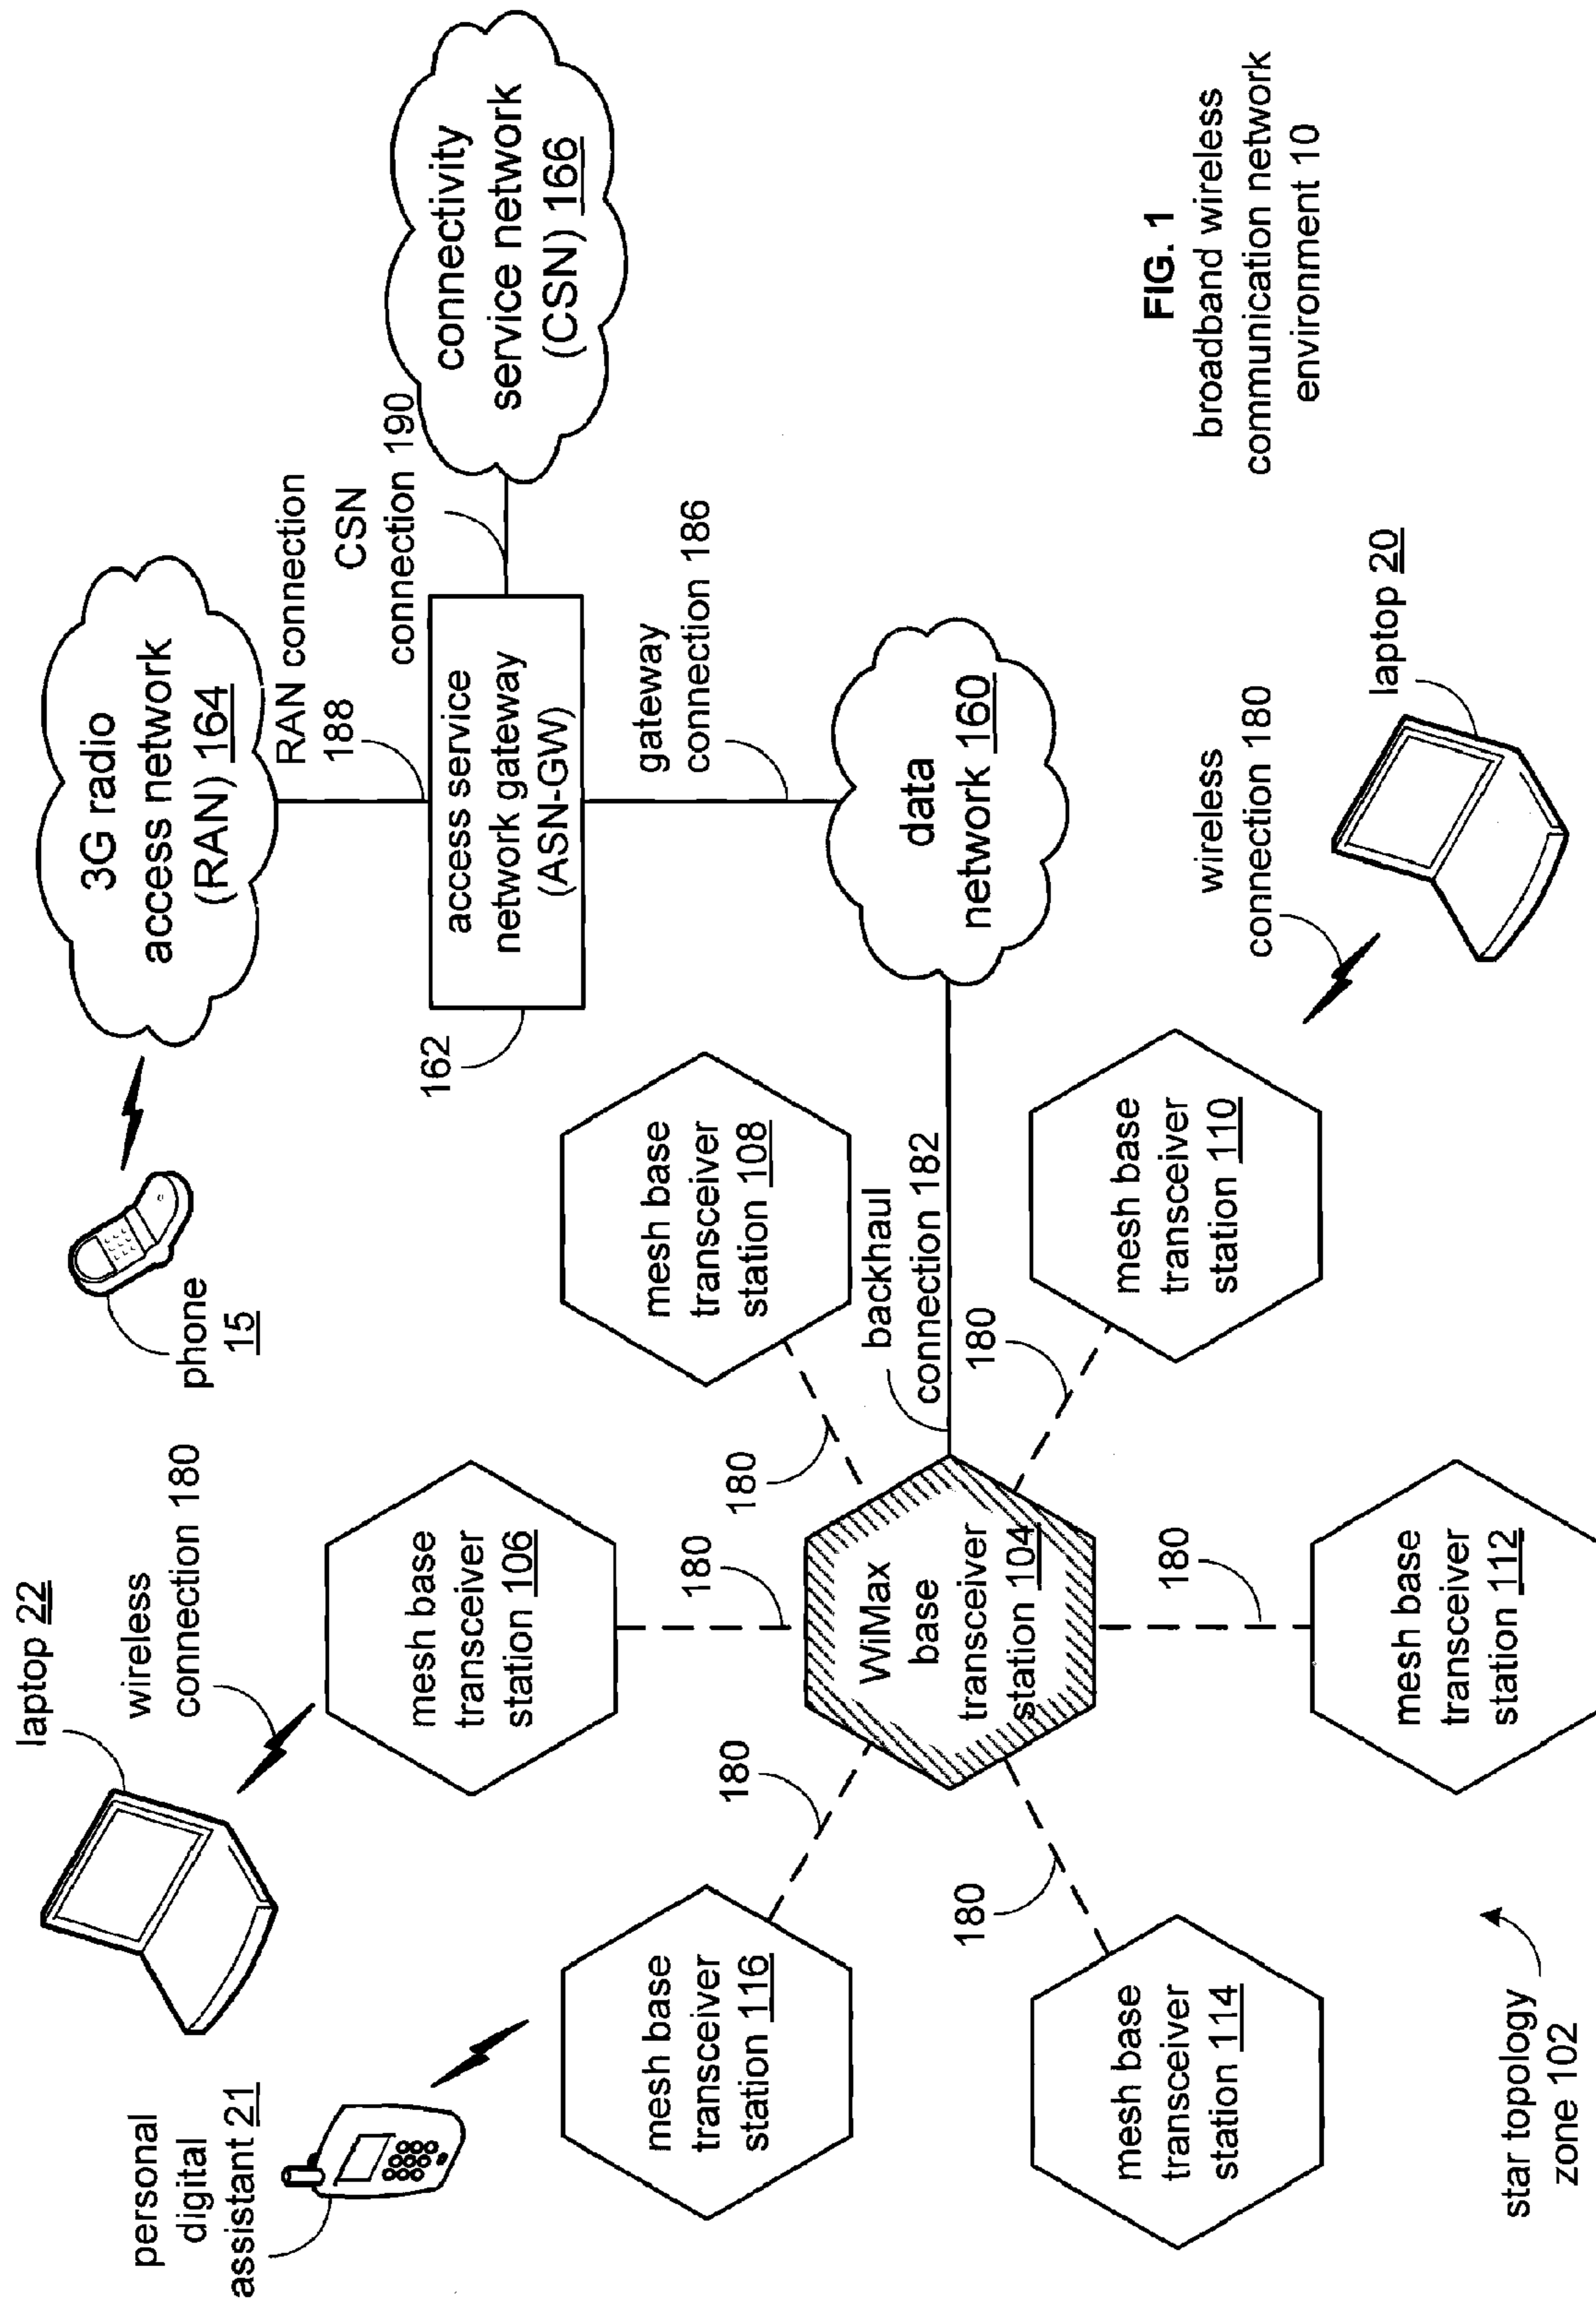 personal
digital
assistant 21
laptop 22
wireless
connection 180
phone
15
3G radio
access network
(RAN) 164
RAN connection
188
CSN
connection 190
connectivity
service network
(CSN) 166
162
access service
network gateway
(ASN-GW)
gateway
connection 186
data
network 160
mesh base
transceiver
station 116
mesh base
transceiver
station 106
mesh base
transceiver
station 108
180
180
180
WiMax
base
transceiver
station 104
backhaul
connection 182
180
180
180
mesh base
transceiver
station 114
mesh base
transceiver
station 112
mesh base
transceiver
station 110
wireless
connection 180
laptop 20
star topology
zone 102
FIG. 1
broadband wireless
communication network
environment 10